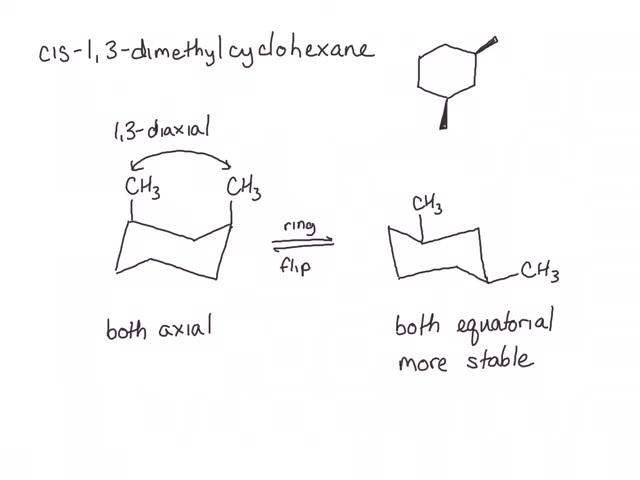 cis-1,3-dimethylcyclohexane
1,3-diaxial
CH3 CH3
ring
flip
CH3
CH3
both axial
both equatorial
more stable